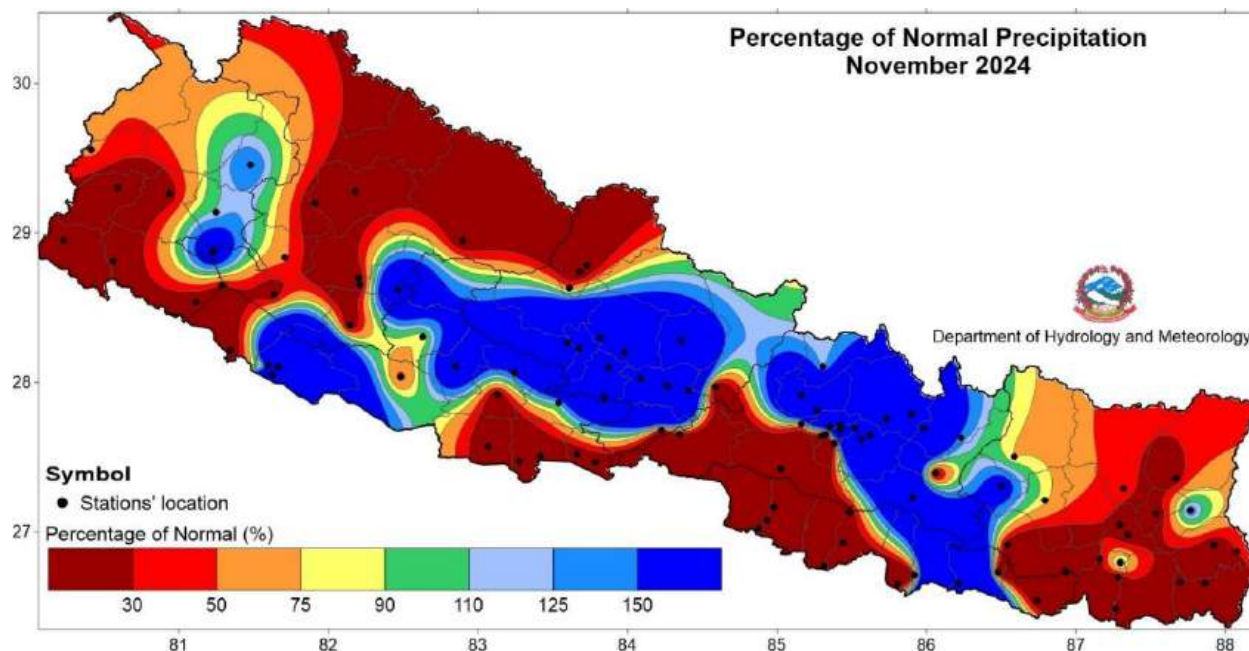 Percentage of Normal Precipitation
November 2024
Department of Hydrology and Meteorology
Symbol
Stations' location
Percentage of Normal (%)
30 50 75 90 110 125 150
30
29
28
27
81 82 83 84 85 86 87 88